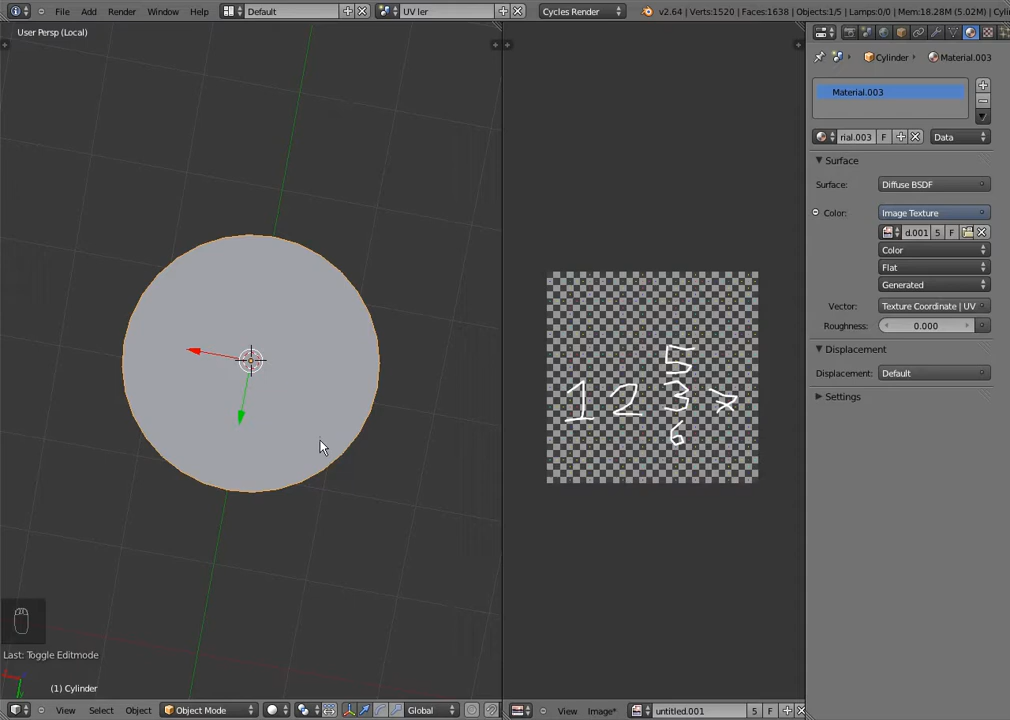 File Add Render Window Help Default UV ler Cycles Render v2.64 | Verts:1520 | Faces:1638 | Objects:1/5 | Lamps:0/0 | Mem:18.28M (5.02M) | Cyli
User Persp (Local)
Cylinder Material.003
Material.003
rial.003 F Data
Surface
Surface: Diffuse BSDF
Color: Image Texture
d.001 5 F
Color
Flat
Generated
Vector: Texture Coordinate | UV
Roughness: 0.000
Displacement
Displacement: Default
Settings
5
1 2 3 7
6
Last: Toggle Editmode
(1) Cylinder
View Select Object Object Mode Global
View Image* untitled.001 5 F